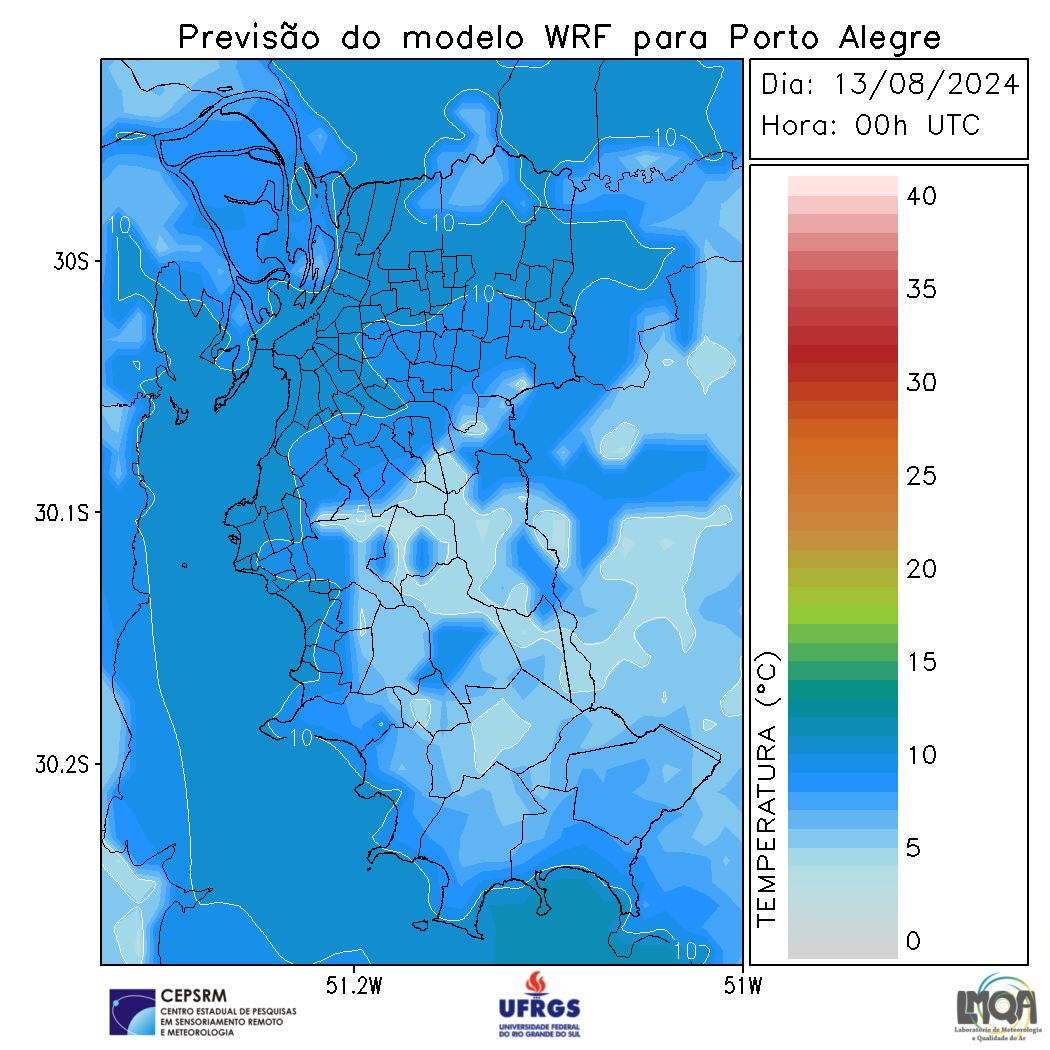 Previsão do modelo WRF para Porto Alegre
Dia: 13/08/2024
Hora: 00h UTC
40
35
30
25
20
15
10
5
0
TEMPERATURA (°C)
30S
30.1S
30.2S
51.2W
51W
10
10
10
10
5
10
10
CEPSRM
CENTRO ESTADUAL DE PESQUISAS
EM SENSORIAMENTO REMOTO
E METEOROLOGIA
UFRGS
UNIVERSIDADE FEDERAL
DO RIO GRANDE DO SUL
LMQA
Laboratório de Meteorologia
e Qualidade do Ar